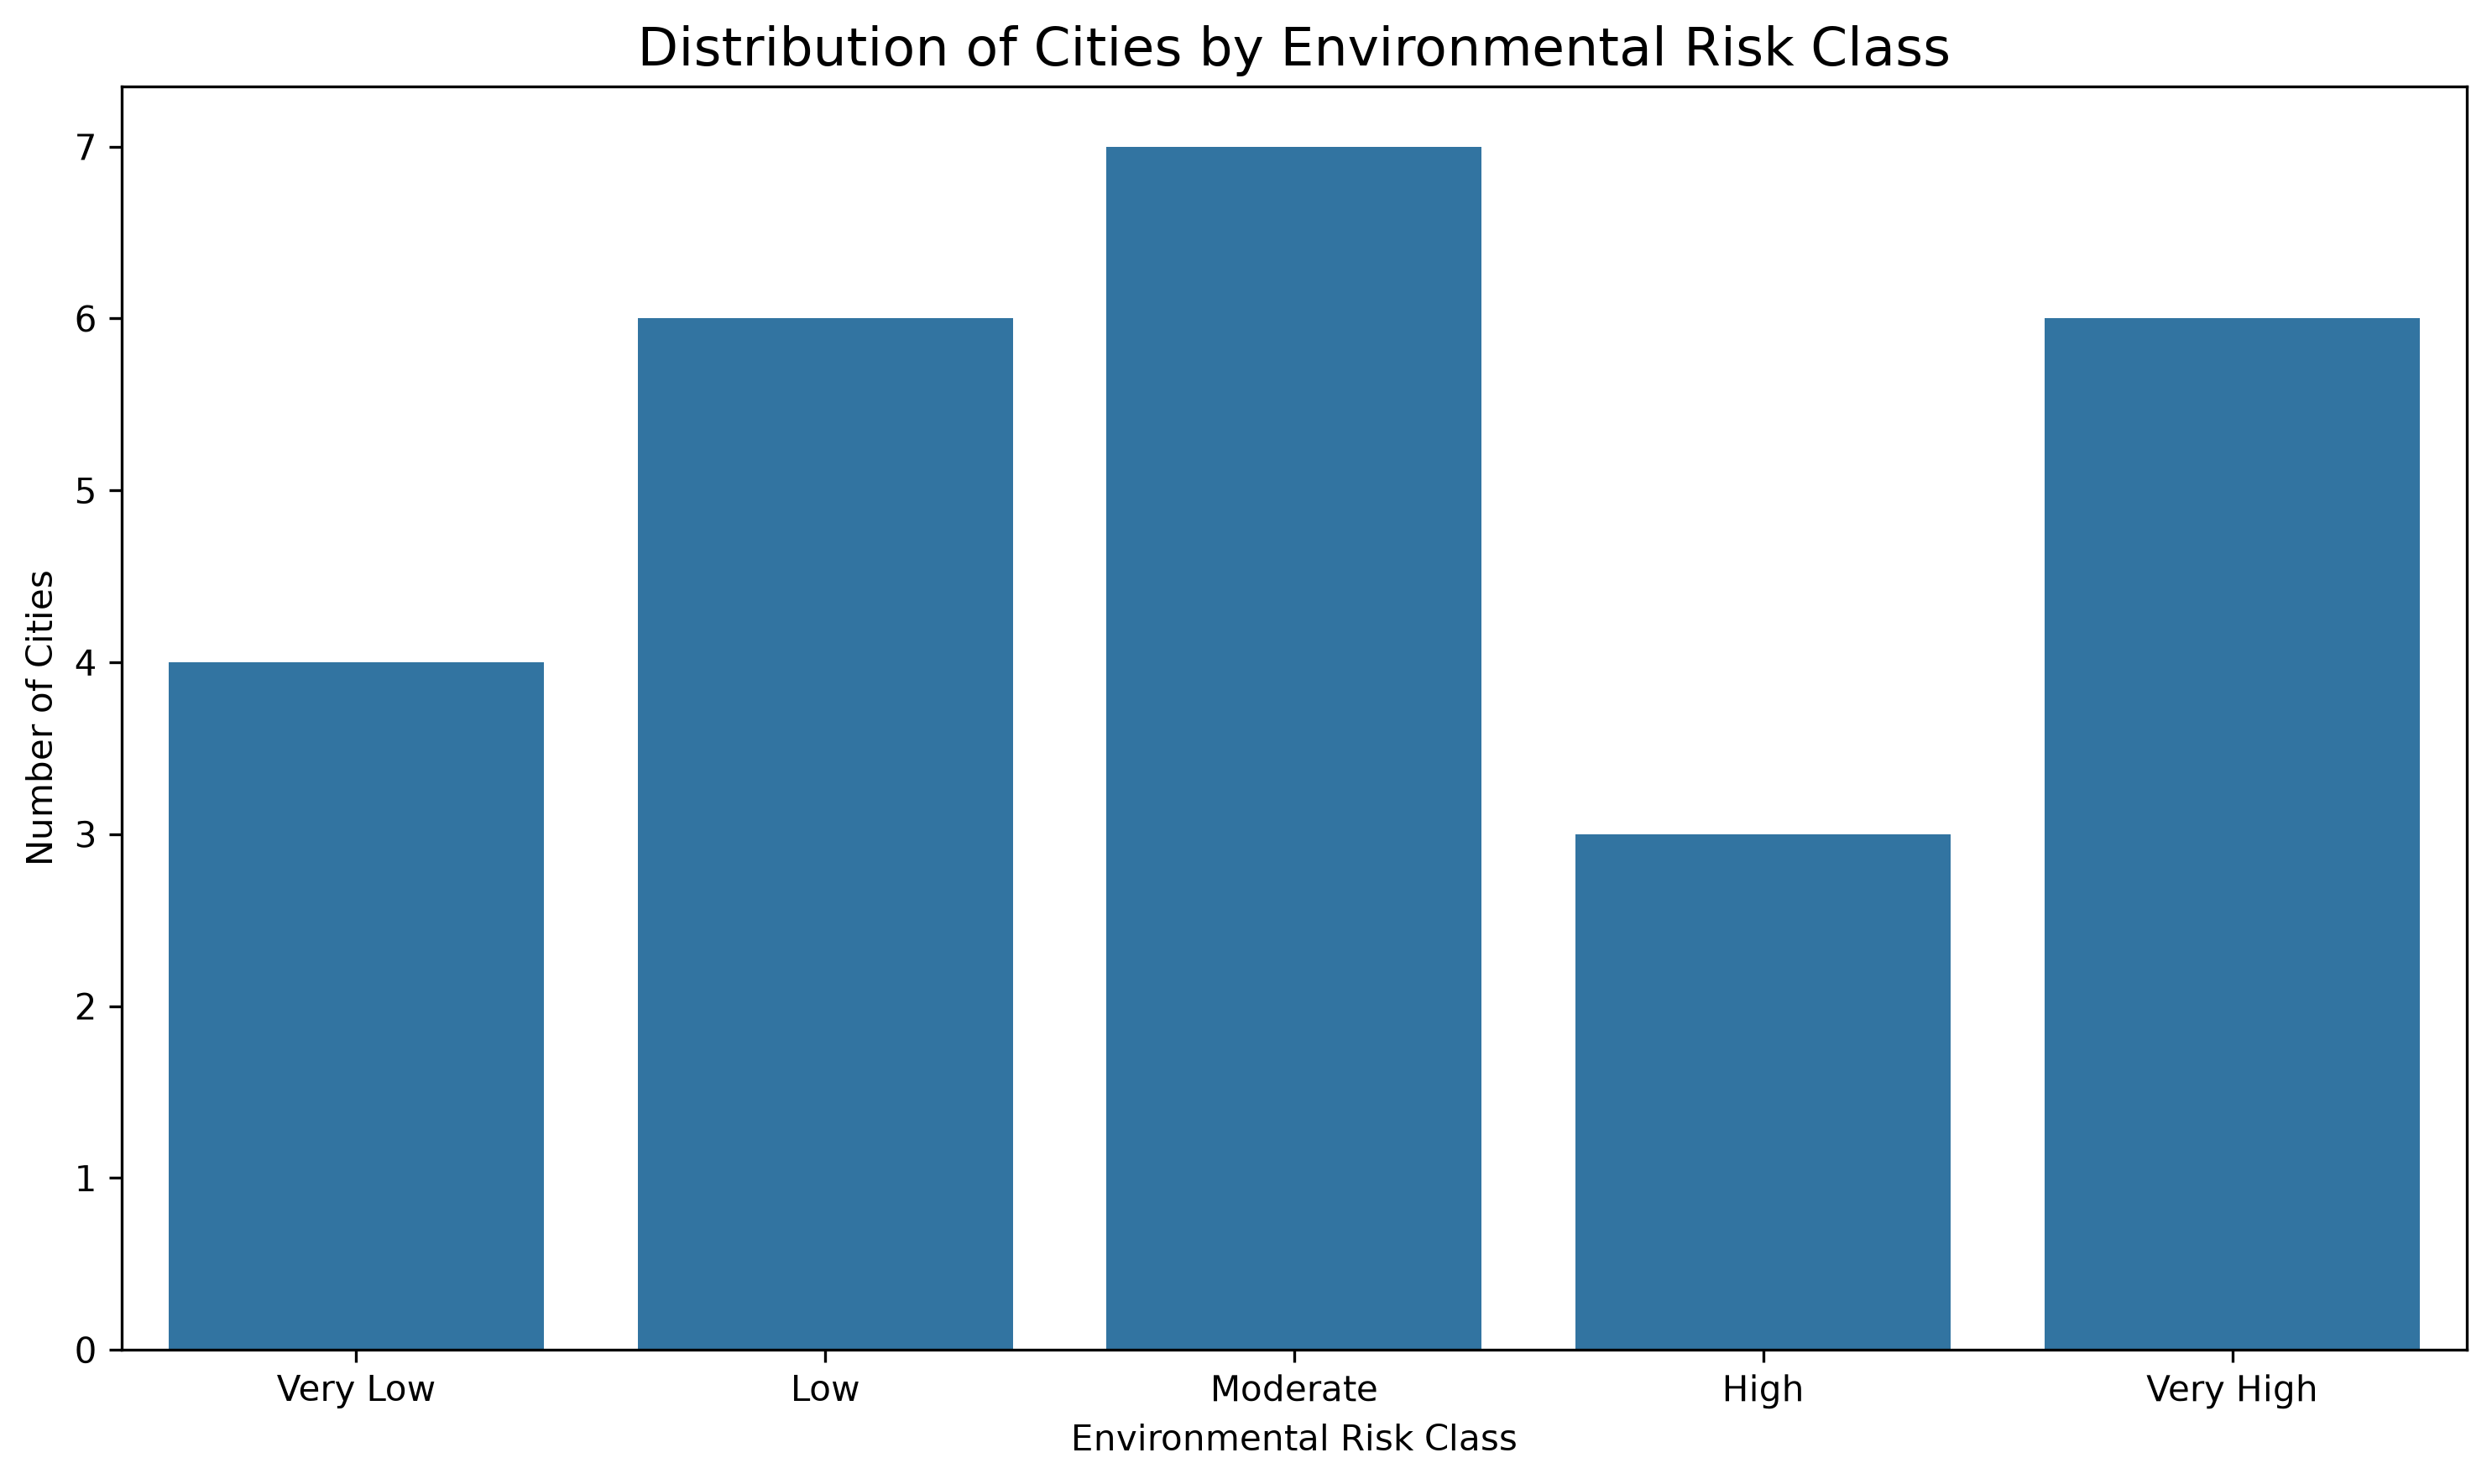 Distribution of Cities by Environmental Risk Class
Number of Cities
7
6
5
4
3
2
1
0
Very Low
Low
Moderate
High
Very High
Environmental Risk Class